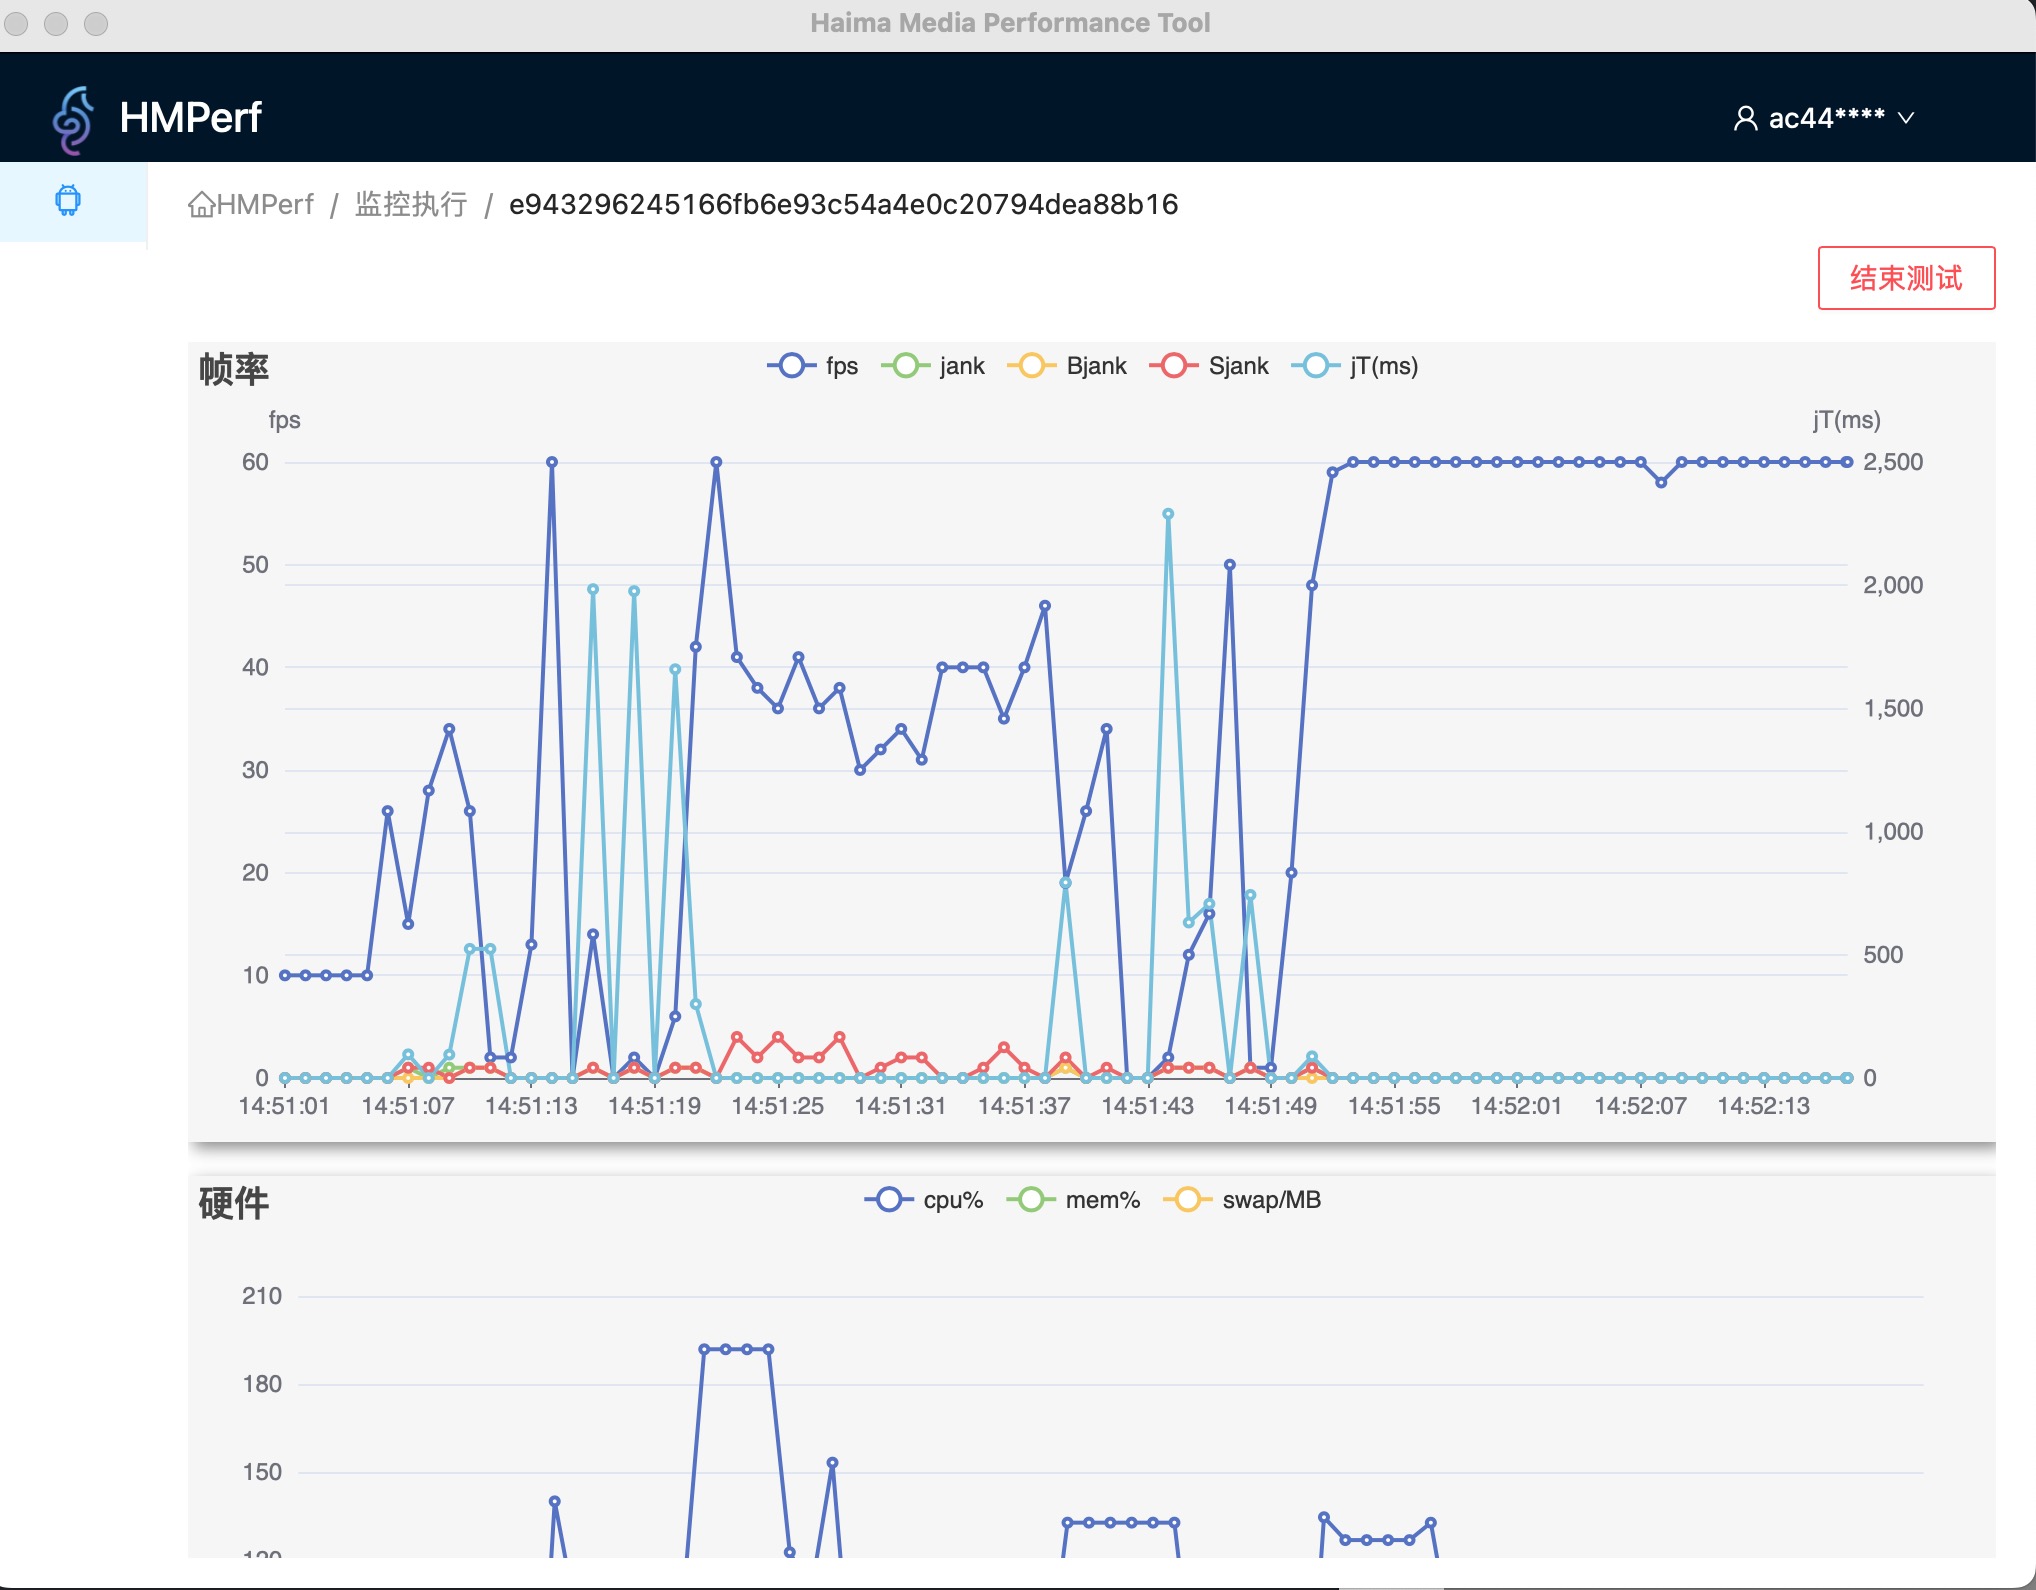 Haima Media Performance Tool
HMPerf
ac44****
HMPerf / 监控执行 / e943296245166fb6e93c54a4e0c20794dea88b16
结束测试
帧率
fps jank Bjank Sjank jT(ms)
fps jT(ms)
60 2,500
50
2,000
40
1,500
30
1,000
20
500
10
0 0
14:51:01 14:51:07 14:51:13 14:51:19 14:51:25 14:51:31 14:51:37 14:51:43 14:51:49 14:51:55 14:52:01 14:52:07 14:52:13
硬件
cpu% mem% swap/MB
210
180
150
120